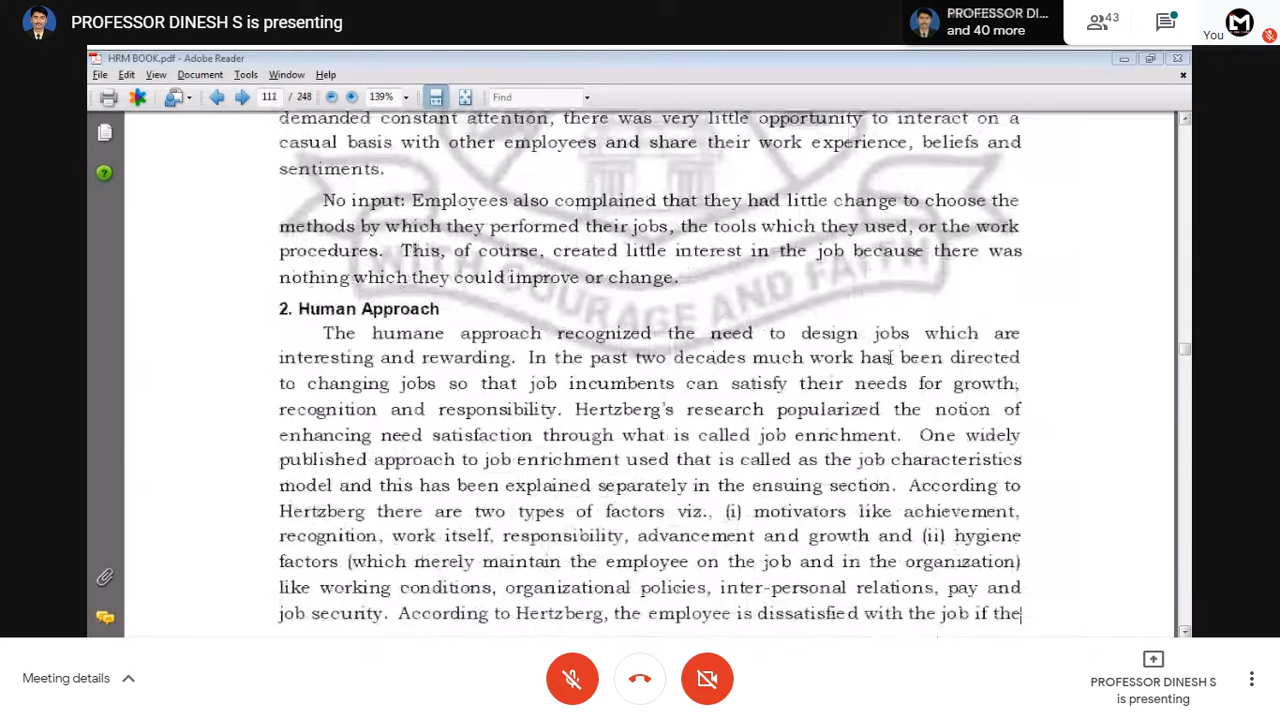 PROFESSOR DINESH S is presenting
PROFESSOR DI...
and 40 more
43
You
M
HRM BOOK.pdf - Adobe Reader
File Edit View Document Tools Window Help
112 / 248 139% Find
demanded constant attention, there was very little opportunity to interact on a
casual basis with other employees and share their work experience, beliefs and
sentiments.
No input: Employees also complained that they had little change to choose the
methods by which they performed their jobs, the tools which they used, or the work
procedures. This, of course, created little interest in the job because there was
nothing which they could improve or change.
WITH COURAGE AND FAITH
2. Human Approach
The humane approach recognized the need to design jobs which are
interesting and rewarding. In the past two decades much work has been directed
to changing jobs so that job incumbents can satisfy their needs for growth,
recognition and responsibility. Hertzberg's research popularized the notion of
enhancing need satisfaction through what is called job enrichment. One widely
published approach to job enrichment used that is called as the job characteristics
model and this has been explained separately in the ensuing section. According to
Hertzberg there are two types of factors viz., (i) motivators like achievement,
recognition, work itself, responsibility, advancement and growth and (ii) hygiene
factors (which merely maintain the employee on the job and in the organization)
like working conditions, organizational policies, inter-personal relations, pay and
job security. According to Hertzberg, the employee is dissatisfied with the job if the
Meeting details
PROFESSOR DINESH S
is presenting